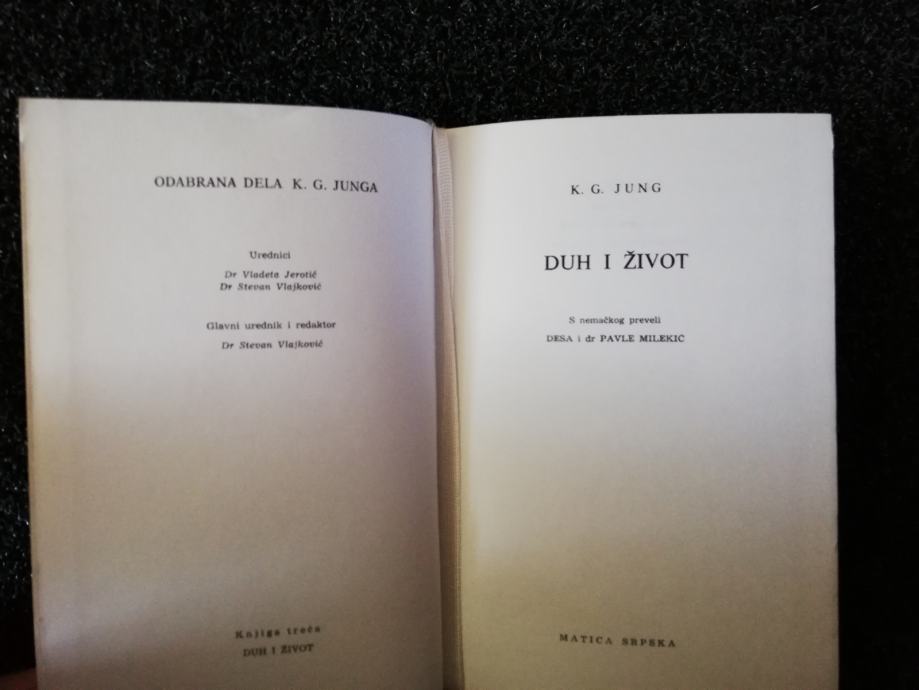 ODABRANA DELA K. G. JUNGA
Urednici
Dr Vladeta Jerotić
Dr Stevan Vlajković
Glavni urednik i redaktor
Dr Stevan Vlajković
Knjiga treća
DUH I ŽIVOT
K. G. JUNG
DUH I ŽIVOT
S nemačkog preveli
DESA i dr PAVLE MILEKIĆ
MATICA SRPSKA